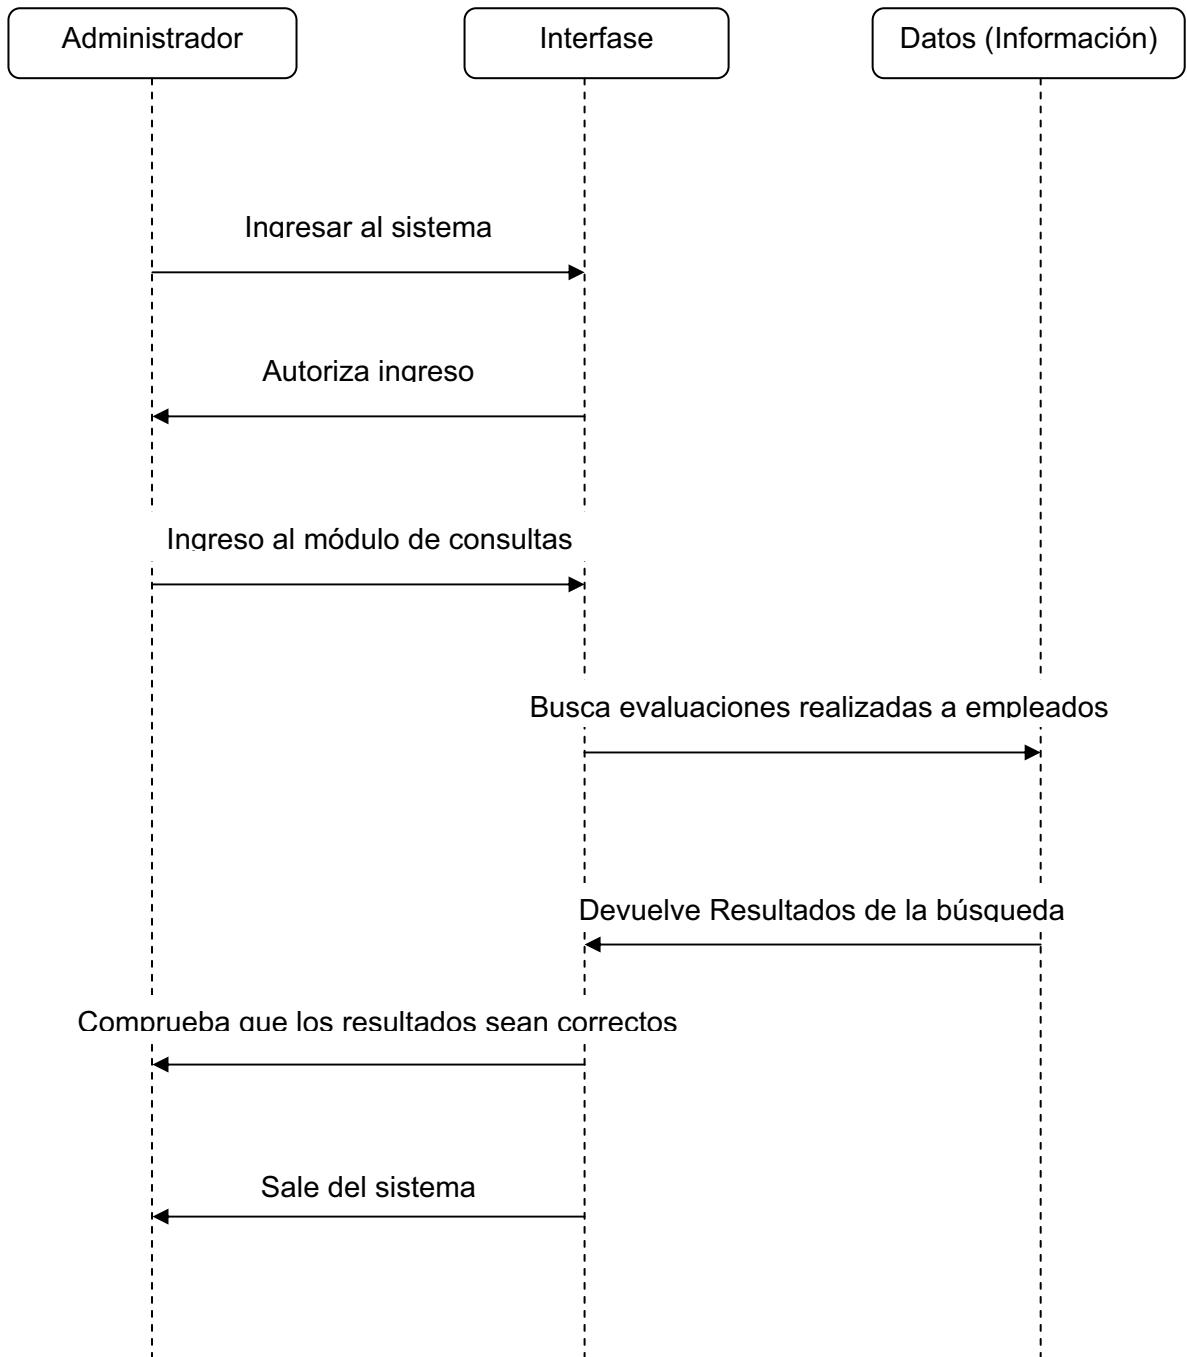 Administrador
Interfase
Datos (Información)
Ingresar al sistema
Autoriza ingreso
Ingreso al módulo de consultas
Busca evaluaciones realizadas a empleados
Devuelve Resultados de la búsqueda
Comprueba que los resultados sean correctos
Sale del sistema